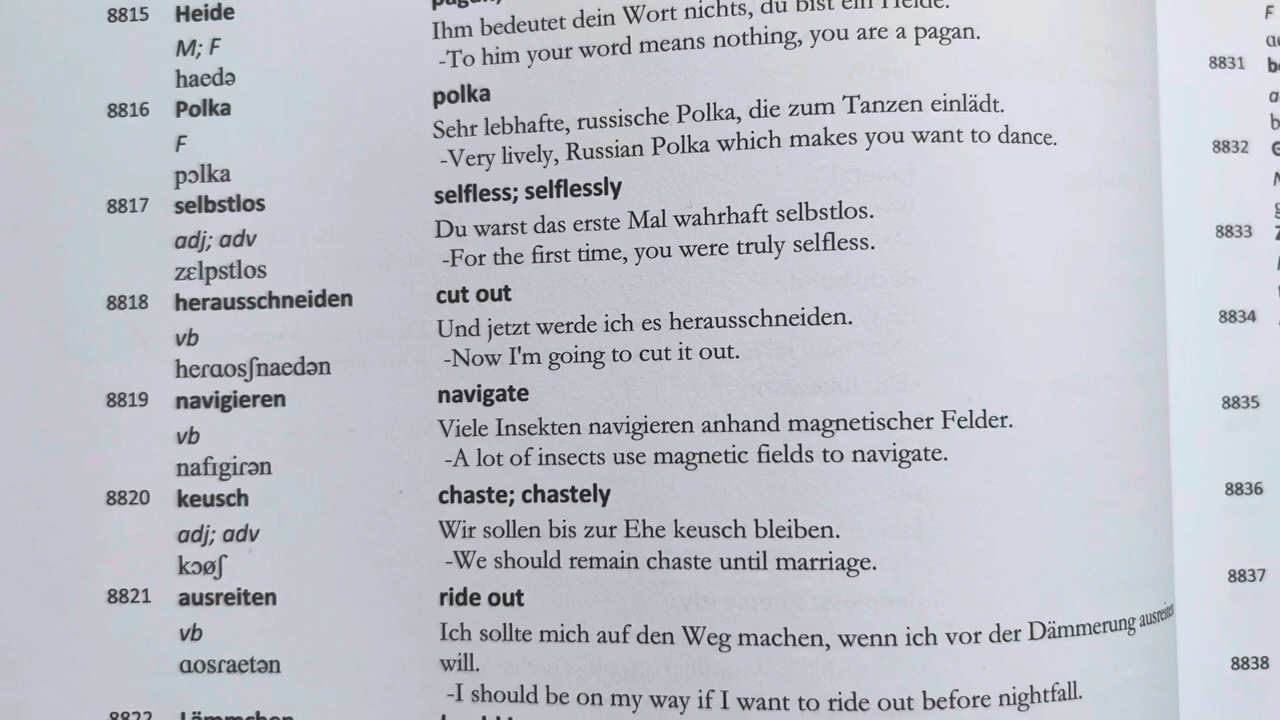 8815 Heide
M; F
haedə
Ihm bedeutet dein Wort nichts, du bist ein Heide.
-To him your word means nothing, you are a pagan.
8816 Polka
F
pɔlka
polka
Sehr lebhafte, russische Polka, die zum Tanzen einlädt.
-Very lively, Russian Polka which makes you want to dance.
8817 selbstlos
adj; adv
zɛlpstlos
selfless; selflessly
Du warst das erste Mal wahrhaft selbstlos.
-For the first time, you were truly selfless.
8818 herausschneiden
vb
heɾɑosʃnaedən
cut out
Und jetzt werde ich es herausschneiden.
-Now I'm going to cut it out.
8819 navigieren
vb
nafɪɡiɾən
navigate
Viele Insekten navigieren anhand magnetischer Felder.
-A lot of insects use magnetic fields to navigate.
8820 keusch
adj; adv
kɔøʃ
chaste; chastely
Wir sollen bis zur Ehe keusch bleiben.
-We should remain chaste until marriage.
8821 ausreiten
vb
ɑosɾaetən
ride out
Ich sollte mich auf den Weg machen, wenn ich vor der Dämmerung ausreiten
will.
-I should be on my way if I want to ride out before nightfall.
8822 Lämmchen
8831
8832
8833
8834
8835
8836
8837
8838